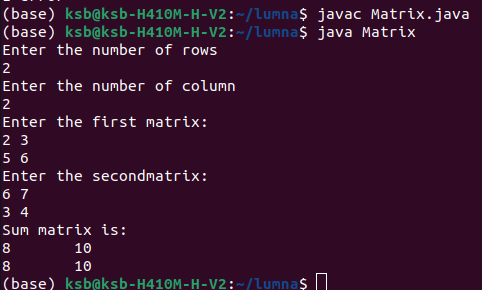 (base) ksb@ksb-H410M-H-V2:~/lumna$ javac Matrix.java
(base) ksb@ksb-H410M-H-V2:~/lumna$ java Matrix
Enter the number of rows
2
Enter the number of column
2
Enter the first matrix:
2 3
5 6
Enter the secondmatrix:
6 7
3 4
Sum matrix is:
8 10
8 10
(base) ksb@ksb-H410M-H-V2:~/lumna$